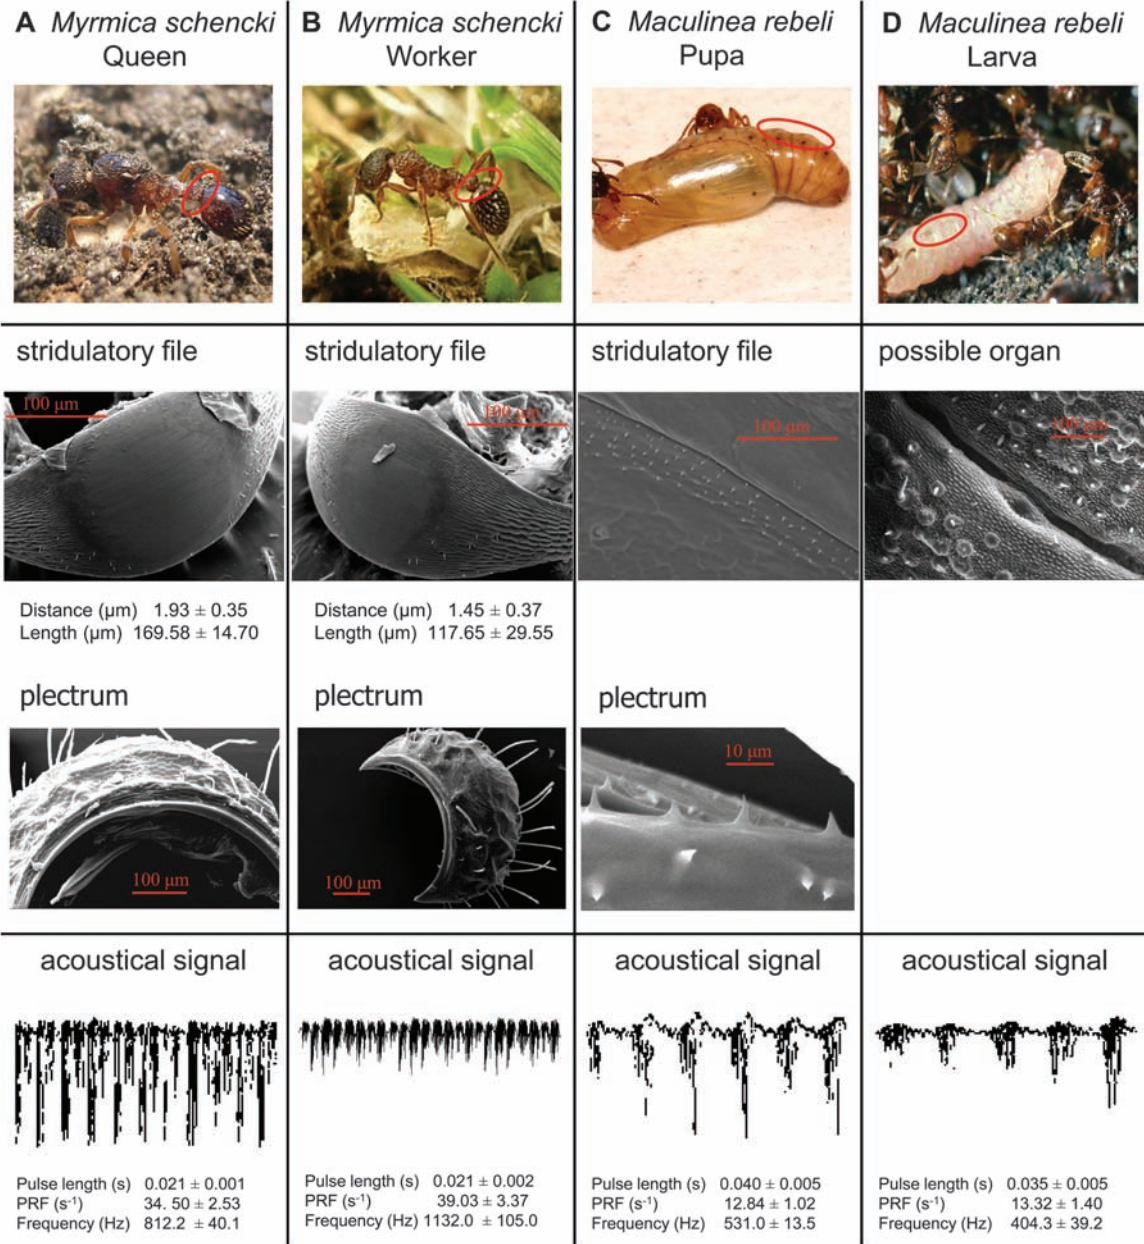 A Myrmica schencki
Queen
B Myrmica schencki
Worker
C Maculinea rebeli
Pupa
D Maculinea rebeli
Larva
stridulatory file
stridulatory file
stridulatory file
possible organ
100 µm
100 µm
100 µm
100 µm
Distance (µm) 1.93 ± 0.35
Length (µm) 169.58 ± 14.70
Distance (µm) 1.45 ± 0.37
Length (µm) 117.65 ± 29.55
plectrum
plectrum
plectrum
100 µm
100 µm
10 µm
acoustical signal
acoustical signal
acoustical signal
acoustical signal
Pulse length (s) 0.021 ± 0.001
PRF (s⁻¹) 34. 50 ± 2.53
Frequency (Hz) 812.2 ± 40.1
Pulse length (s) 0.021 ± 0.002
PRF (s⁻¹) 39.03 ± 3.37
Frequency (Hz) 1132.0 ± 105.0
Pulse length (s) 0.040 ± 0.005
PRF (s⁻¹) 12.84 ± 1.02
Frequency (Hz) 531.0 ± 13.5
Pulse length (s) 0.035 ± 0.005
PRF (s⁻¹) 13.32 ± 1.40
Frequency (Hz) 404.3 ± 39.2